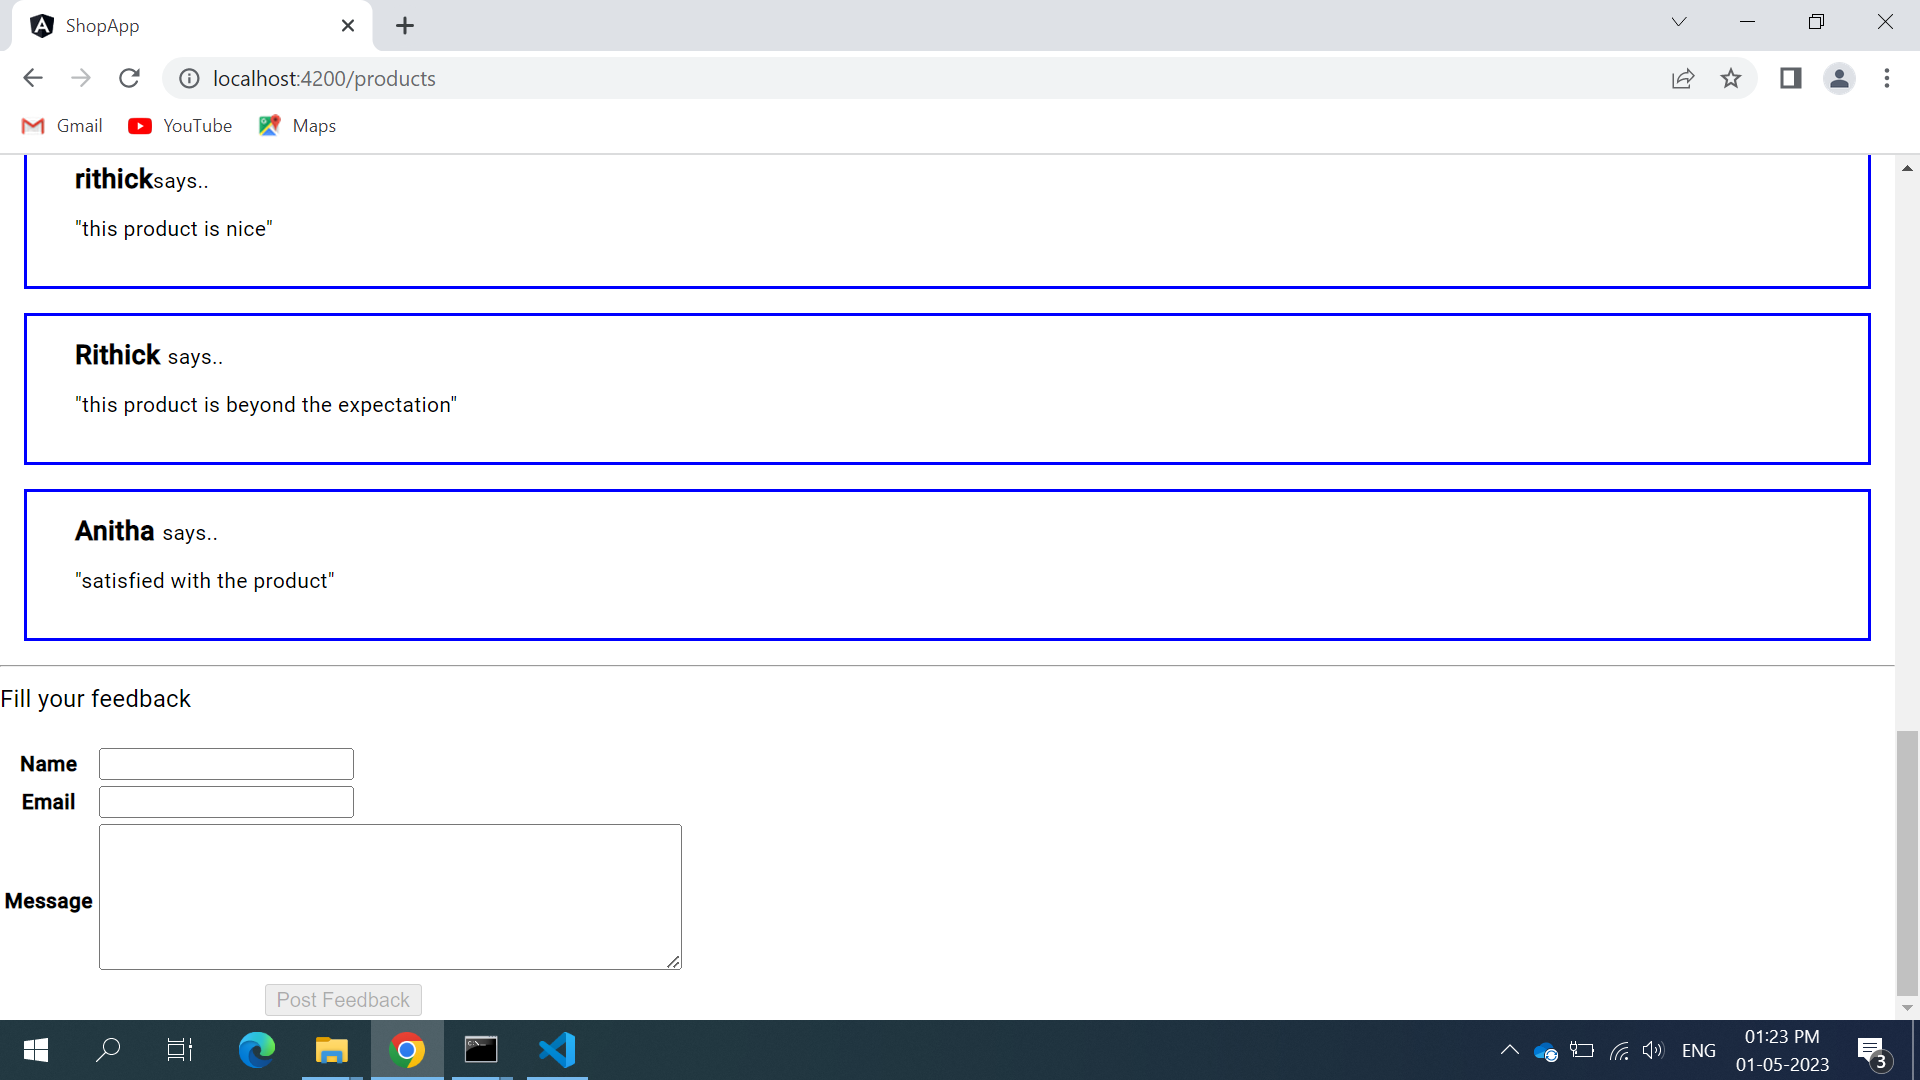 ShopApp
localhost:4200/products
Gmail YouTube Maps
rithicksays..
"this product is nice"
Rithick says..
"this product is beyond the expectation"
Anitha says..
"satisfied with the product"
Fill your feedback
Name
Email
Message
Post Feedback
ENG
01:23 PM
01-05-2023
3